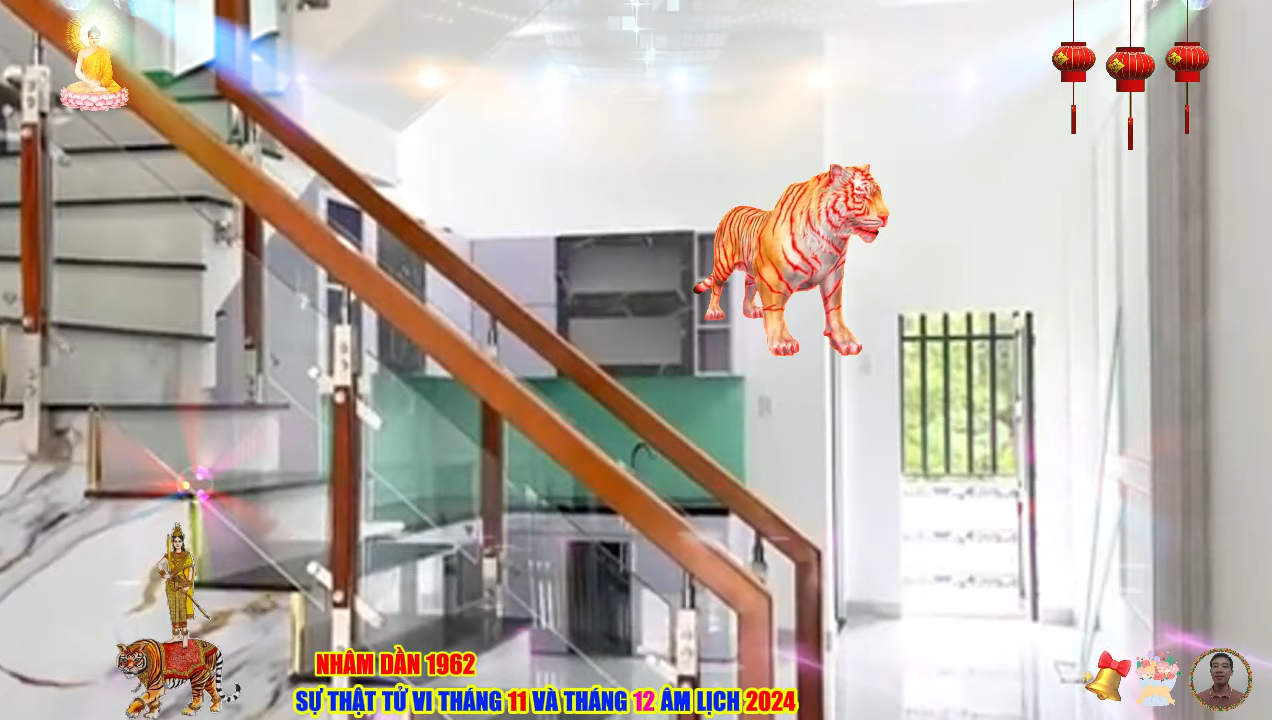 NHÂM DẦN 1962
SỰ THẬT TỬ VI THÁNG 11 VÀ THÁNG 12 ÂM LỊCH 2024